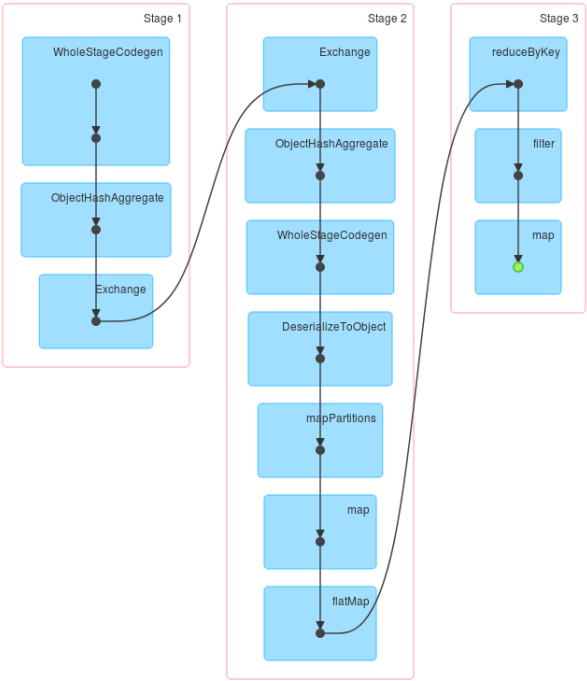 Stage 1
WholeStageCodegen
ObjectHashAggregate
Exchange
Stage 2
Exchange
ObjectHashAggregate
WholeStageCodegen
DeserializeToObject
mapPartitions
map
flatMap
Stage 3
reduceByKey
filter
map